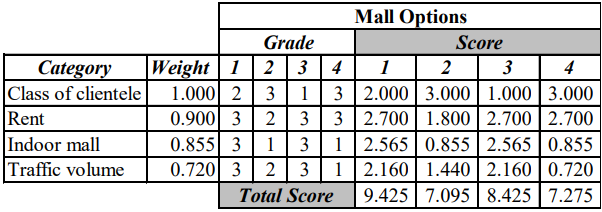 Mall Options
Grade Score
Category Weight 1 2 3 4 1 2 3 4
Class of clientele 1.000 2 3 1 3 2.000 3.000 1.000 3.000
Rent 0.900 3 2 3 3 2.700 1.800 2.700 2.700
Indoor mall 0.855 3 1 3 1 2.565 0.855 2.565 0.855
Traffic volume 0.720 3 2 3 1 2.160 1.440 2.160 0.720
Total Score 9.425 7.095 8.425 7.275